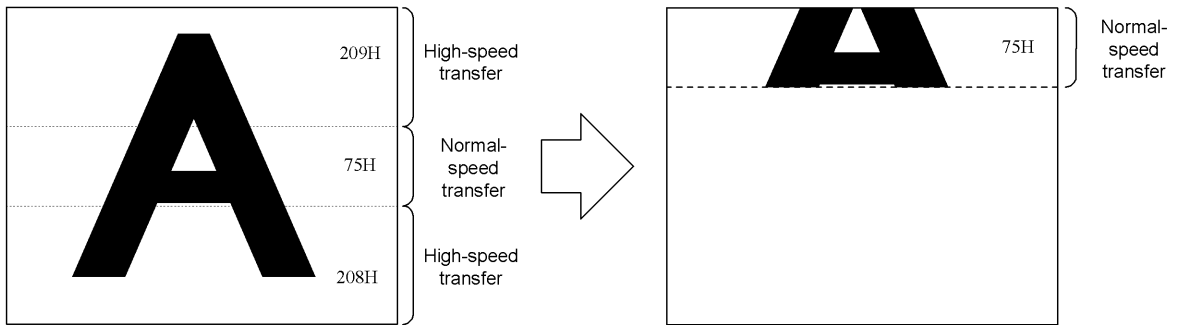 209H
High-speed
transfer
75H
Normal-
speed
transfer
208H
High-speed
transfer
75H
Normal-
speed
transfer